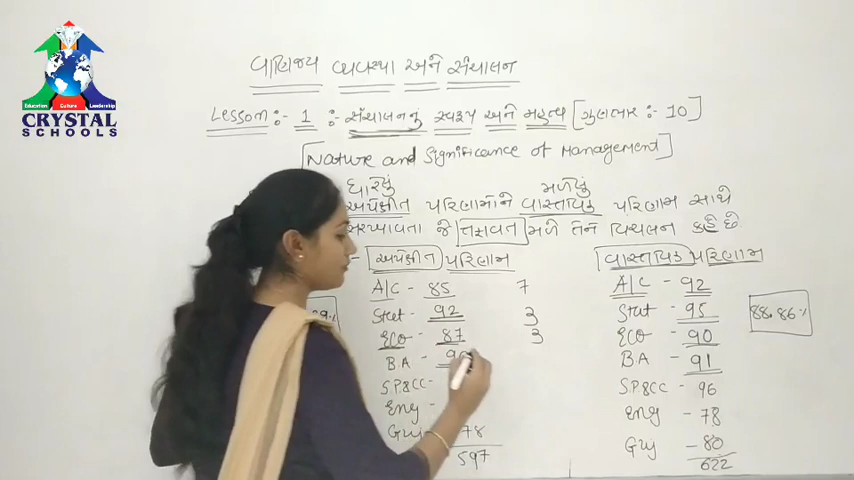 Education Culture Leadership
CRYSTAL
SCHOOLS
વાણિજ્ય વ્યવસ્થા અને સંચાલન
Lesson :- 1 :- સંચાલનનુ સ્વરૂપ અને મહત્વ [ગુણભાર :- 10]
[Nature and Significance of Management]
ધારેલું મળેલું
અપેક્ષીત પરિણામોને વાસ્તવિક પરિણામ સાથે
સરખાવતા જે તફાવત મળે તેને વિચલન કહે છે
- અપેક્ષીત પરિણામ વાસ્તવિક પરિણામ
A/C - 85 7 A/C - 92
Stat - 92 3 Stat - 95 88.86%
Eco - 87 3 Eco - 90
BA - BA - 91
S.P.&CC - S.P.&CC - 96
Eng - Eng - 78
Guj 78 Guj - 80
597 622